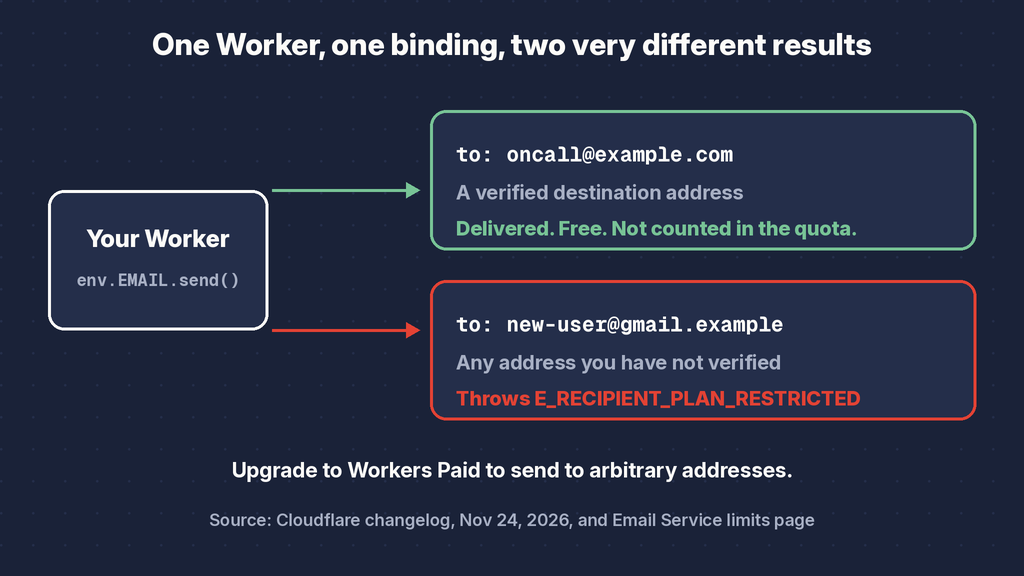 One Worker, one binding, two very different results
Your Worker
env.EMAIL.send()
to: oncall@example.com
A verified destination address
Delivered. Free. Not counted in the quota.
to: new-user@gmail.example
Any address you have not verified
Throws E_RECIPIENT_PLAN_RESTRICTED
Upgrade to Workers Paid to send to arbitrary addresses.
Source: Cloudflare changelog, Nov 24, 2026, and Email Service limits page